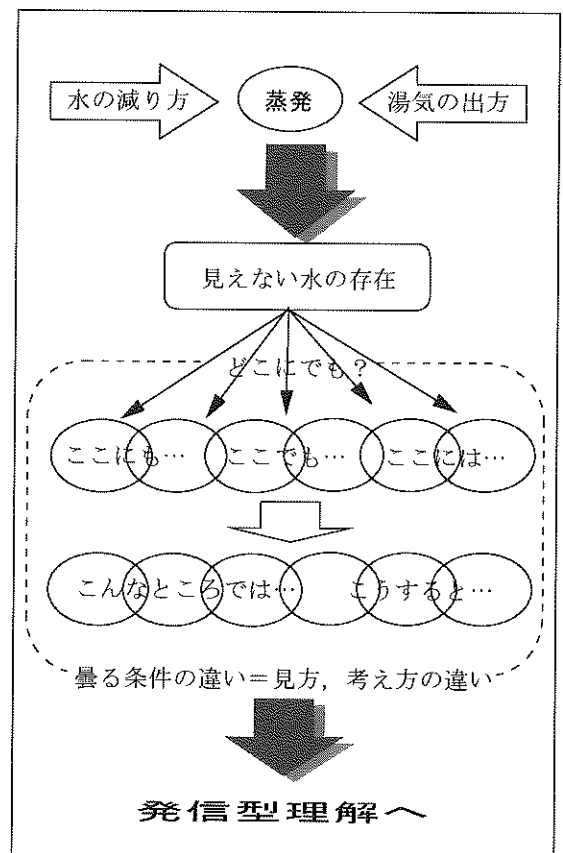 水の減り方 蒸発 湯気の出方
見えない水の存在
どこにでも？
ここにも… ここでも… ここには…
こんなところでは… こうすると…
曇る条件の違い＝見方，考え方の違い
発信型理解へ